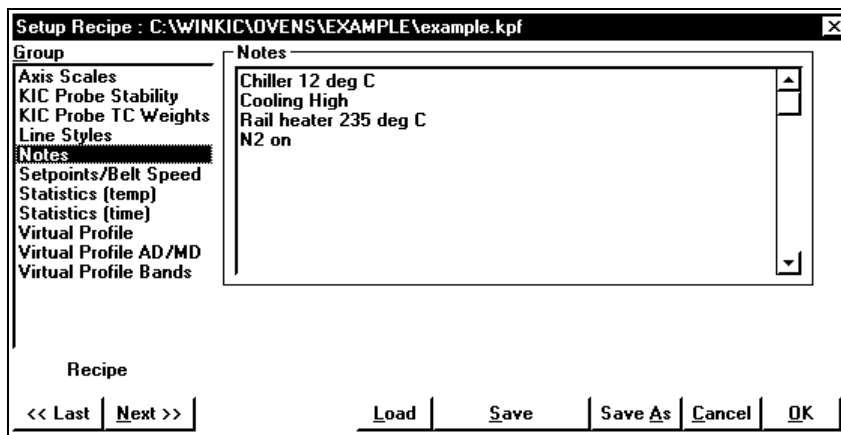 Setup Recipe : C:\WINKIC\OVENS\EXAMPLE\example.kpf
Group
Axis Scales
KIC Probe Stability
KIC Probe TC Weights
Line Styles
Notes
Setpoints/Belt Speed
Statistics (temp)
Statistics (time)
Virtual Profile
Virtual Profile AD/MD
Virtual Profile Bands
Notes
Chiller 12 deg C
Cooling High
Rail heater 235 deg C
N2 on
Recipe
<< Last Next >> Load Save Save As Cancel OK